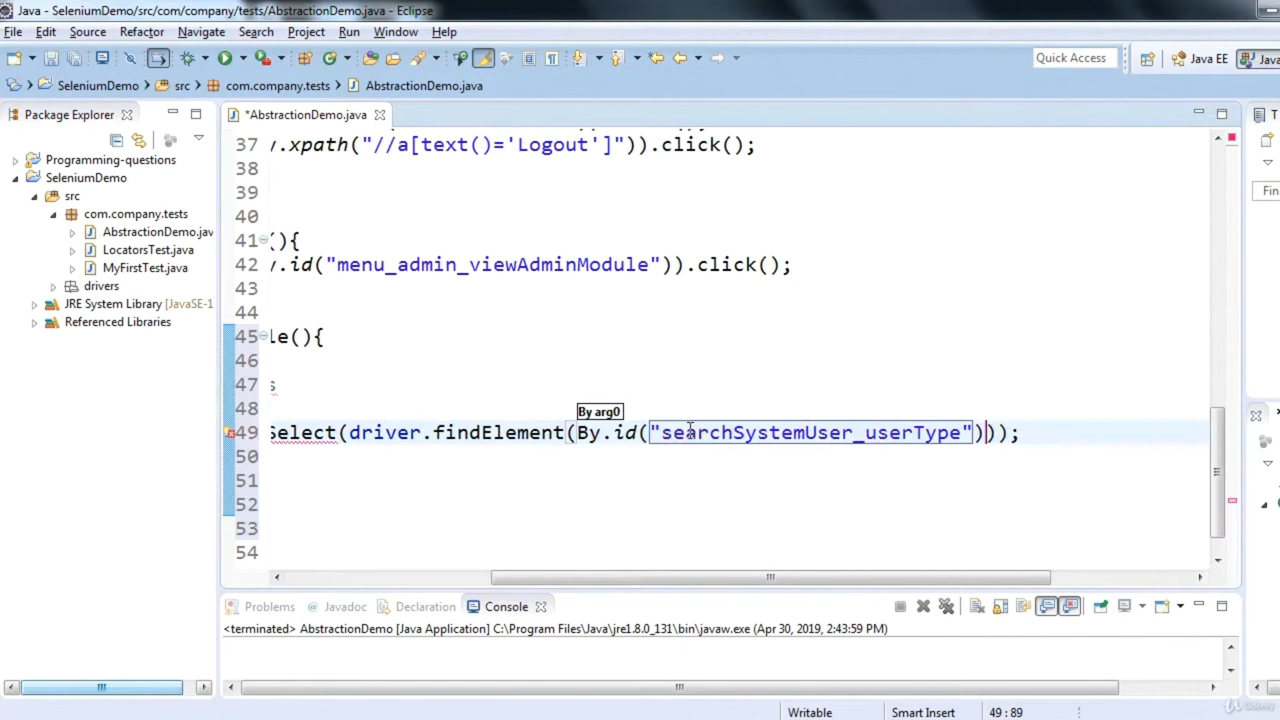 Java - SeleniumDemo/src/com/company/tests/AbstractionDemo.java - Eclipse
File Edit Source Refactor Navigate Search Project Run Window Help
Quick Access Java EE Java
SeleniumDemo src com.company.tests AbstractionDemo.java
Package Explorer *AbstractionDemo.java
Programming-questions
SeleniumDemo
src
com.company.tests
AbstractionDemo.jav
LocatorsTest.java
MyFirstTest.java
drivers
JRE System Library [JavaSE-1
Referenced Libraries
37 y.xpath("//a[text()='Logout']")).click();
38
39
40
41 (){
42 y.id("menu_admin_viewAdminModule")).click();
43
44
45 le(){
46
47 s
48
By arg0
49 Select(driver.findElement(By.id("searchSystemUser_userType")));
50
51
52
53
54
T
Fin
Problems @ Javadoc Declaration Console
<terminated> AbstractionDemo [Java Application] C:\Program Files\Java\jre1.8.0_131\bin\javaw.exe (Apr 30, 2019, 2:43:59 PM)
Writable Smart Insert 49 : 89
Udemy